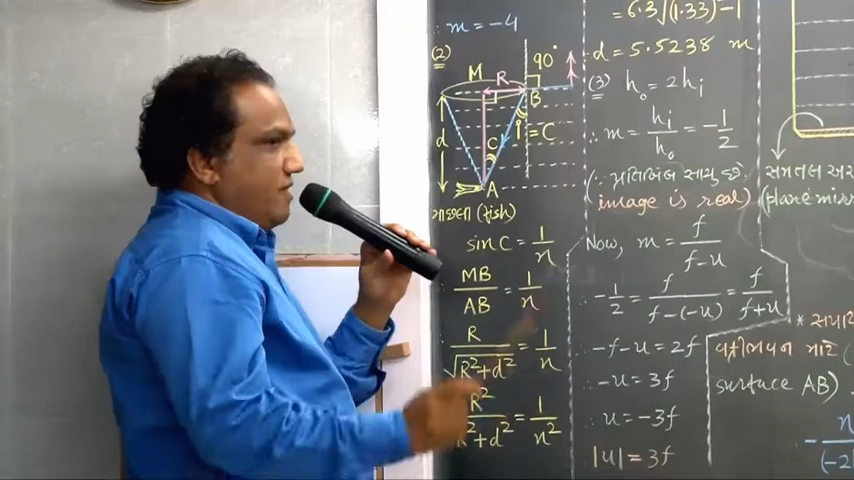 m = -4
(2)
90°
M
R
B
d
C
i = C
A
માછલી (fish)
sin C = 1/n
MB/AB = 1/n
R/√(R²+d²) = 1/n
R²/(R²+d²) = 1/n²
= 6.3√(1.33)²-1
d = 5.5238 m
(3) h₀ = 2hᵢ
∴ m = hᵢ/h₀ = -1/2
(∵ પ્રતિબિંબ સાચું છે.
image is real)
Now, m = f/(f-u)
-1/2 = f/(f-(-u)) = f/(f+u)
-f-u = 2f
-u = 3f
∴ u = -3f
|u| = 3f
સમતલ અ
(plane mirr
વક્રીભવન માટે
surface AB)